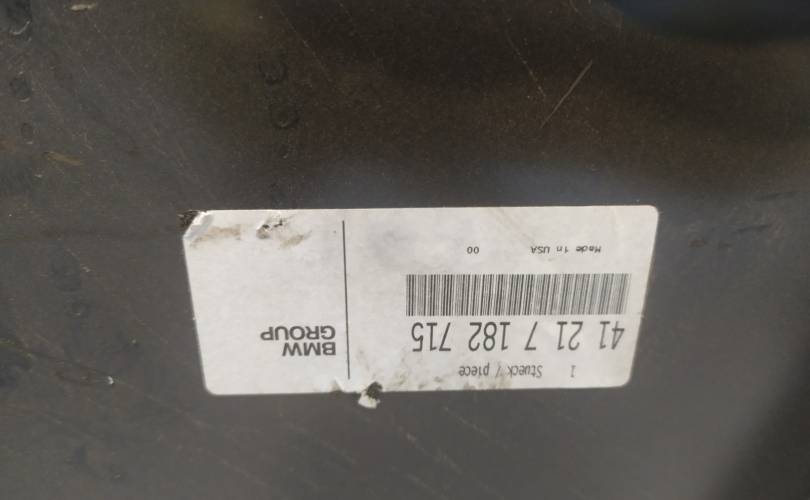 1 Stueck / piece
41 21 7 182 715
Made in USA 00
BMW
GROUP